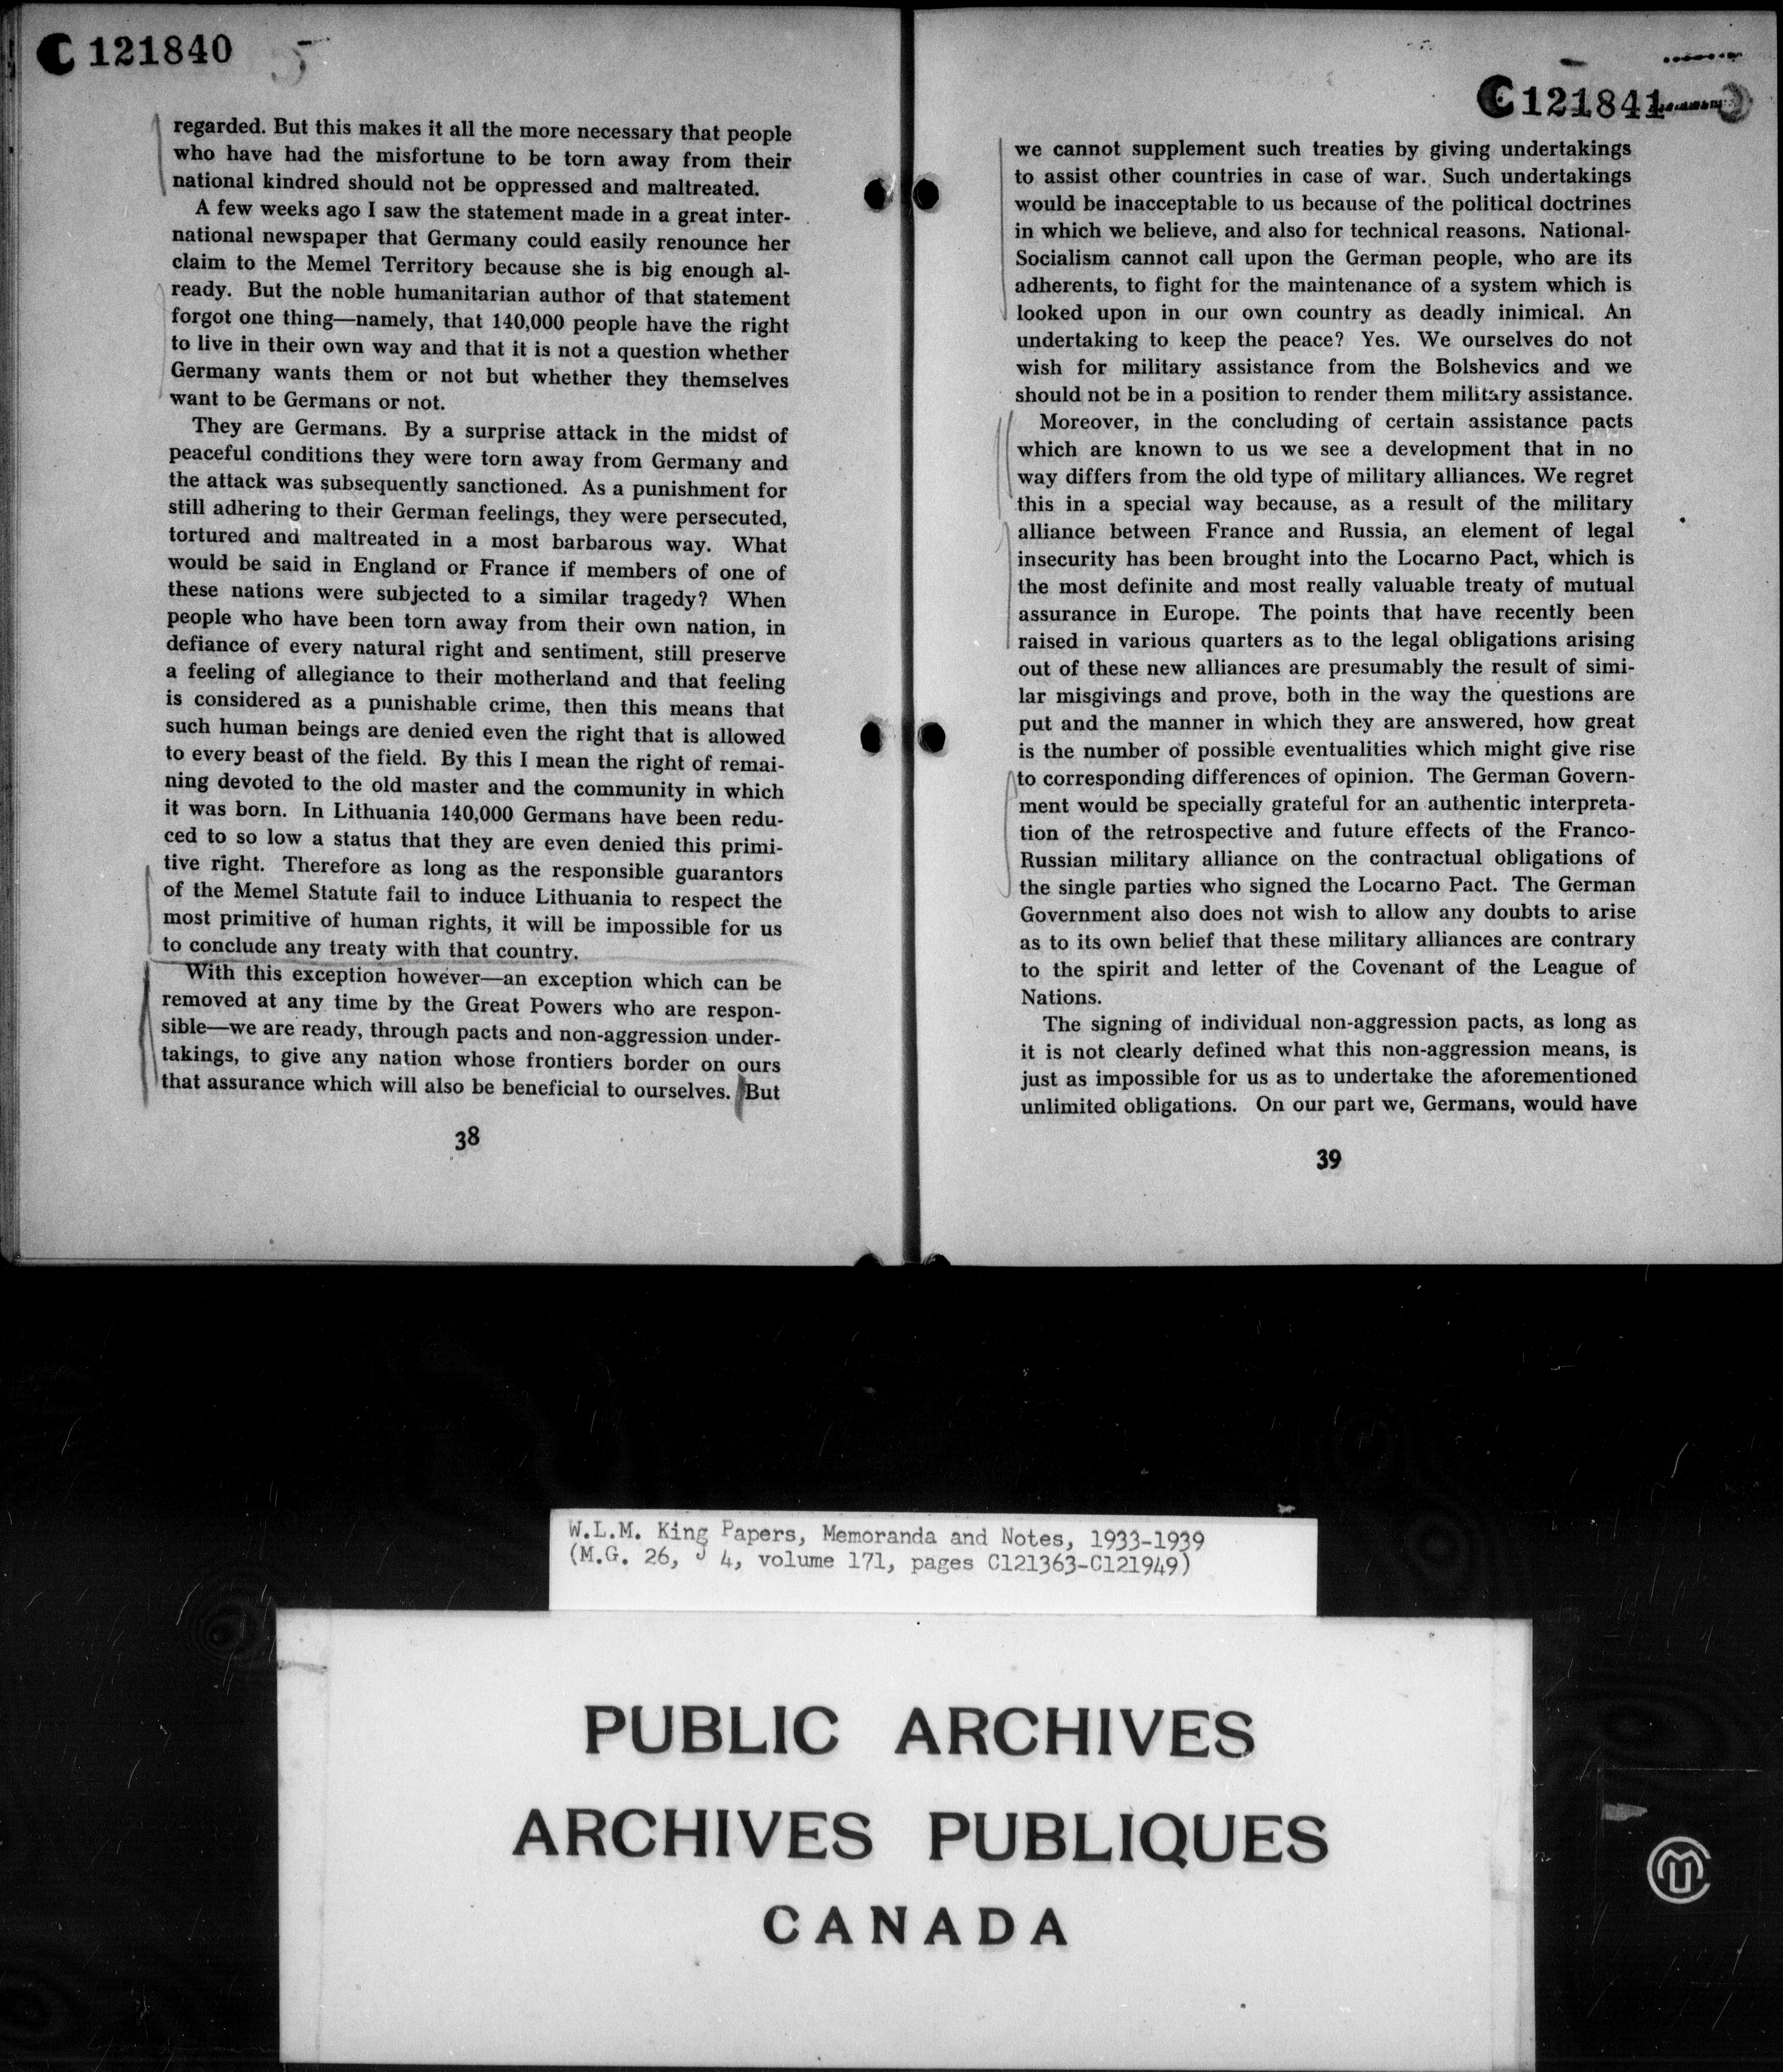 C 121840
regarded. But this makes it all the more necessary that people
who have had the misfortune to be torn away from their
national kindred should not be oppressed and maltreated.
A few weeks ago I saw the statement made in a great inter-
national newspaper that Germany could easily renounce her
claim to the Memel Territory because she is big enough al-
ready. But the noble humanitarian author of that statement
forgot one thing—namely, that 140,000 people have the right
to live in their own way and that it is not a question whether
Germany wants them or not but whether they themselves
want to be Germans or not.
They are Germans. By a surprise attack in the midst of
peaceful conditions they were torn away from Germany and
the attack was subsequently sanctioned. As a punishment for
still adhering to their German feelings, they were persecuted,
tortured and maltreated in a most barbarous way. What
would be said in England or France if members of one of
these nations were subjected to a similar tragedy? When
people who have been torn away from their own nation, in
defiance of every natural right and sentiment, still preserve
a feeling of allegiance to their motherland and that feeling
is considered as a punishable crime, then this means that
such human beings are denied even the right that is allowed
to every beast of the field. By this I mean the right of remai-
ning devoted to the old master and the community in which
it was born. In Lithuania 140,000 Germans have been redu-
ced to so low a status that they are even denied this primi-
tive right. Therefore as long as the responsible guarantors
of the Memel Statute fail to induce Lithuania to respect the
most primitive of human rights, it will be impossible for us
to conclude any treaty with that country.
With this exception however—an exception which can be
removed at any time by the Great Powers who are respon-
sible—we are ready, through pacts and non-aggression under-
takings, to give any nation whose frontiers border on ours
that assurance which will also be beneficial to ourselves. But
38
C 121841
we cannot supplement such treaties by giving undertakings
to assist other countries in case of war. Such undertakings
would be inacceptable to us because of the political doctrines
in which we believe, and also for technical reasons. National-
Socialism cannot call upon the German people, who are its
adherents, to fight for the maintenance of a system which is
looked upon in our own country as deadly inimical. An
undertaking to keep the peace? Yes. We ourselves do not
wish for military assistance from the Bolshevics and we
should not be in a position to render them military assistance.
Moreover, in the concluding of certain assistance pacts
which are known to us we see a development that in no
way differs from the old type of military alliances. We regret
this in a special way because, as a result of the military
alliance between France and Russia, an element of legal
insecurity has been brought into the Locarno Pact, which is
the most definite and most really valuable treaty of mutual
assurance in Europe. The points that have recently been
raised in various quarters as to the legal obligations arising
out of these new alliances are presumably the result of simi-
lar misgivings and prove, both in the way the questions are
put and the manner in which they are answered, how great
is the number of possible eventualities which might give rise
to corresponding differences of opinion. The German Govern-
ment would be specially grateful for an authentic interpreta-
tion of the retrospective and future effects of the Franco-
Russian military alliance on the contractual obligations of
the single parties who signed the Locarno Pact. The German
Government also does not wish to allow any doubts to arise
as to its own belief that these military alliances are contrary
to the spirit and letter of the Covenant of the League of
Nations.
The signing of individual non-aggression pacts, as long as
it is not clearly defined what this non-aggression means, is
just as impossible for us as to undertake the aforementioned
unlimited obligations. On our part we, Germans, would have
39
W.L.M. King Papers, Memoranda and Notes, 1933-1939
(M.G. 26, J 4, volume 171, pages C121363-C121949)
PUBLIC ARCHIVES
ARCHIVES PUBLIQUES
CANADA